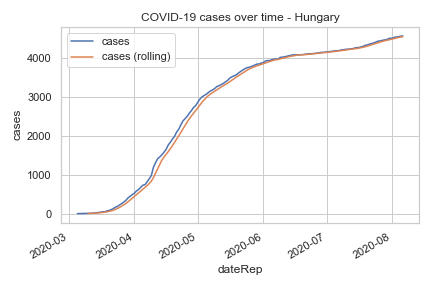 COVID-19 cases over time - Hungary
cases
cases (rolling)
4000
3000
2000
1000
0
cases
2020-03
2020-04
2020-05
2020-06
2020-07
2020-08
dateRep